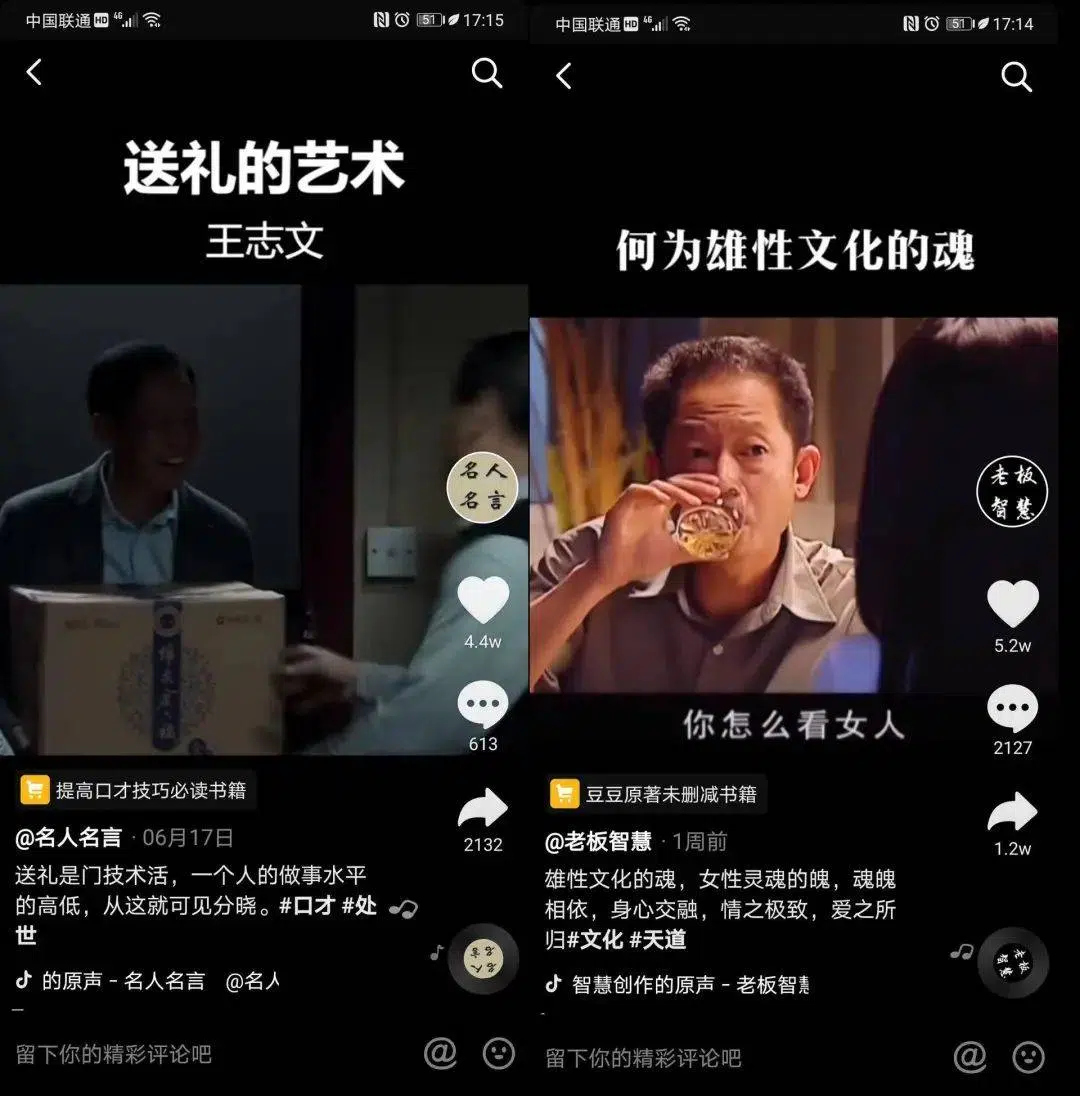 中国联通HD 4G 51 17:15
送礼的艺术
王志文
名人
名言
4.4w
613
提高口才技巧必读书籍
@名人名言 · 06月17日
2132
送礼是门技术活，一个人的做事水平
的高低，从这就可见分晓。#口才 #处
世
的原声 - 名人名言 @名人
留下你的精彩评论吧
中国联通HD 4G 51 17:14
何为雄性文化的魂
老板
智慧
5.2w
你怎么看女人
2127
豆豆原著未删减书籍
@老板智慧 · 1周前
1.2w
雄性文化的魂，女性灵魂的魄，魂魄
相依，身心交融，情之极致，爱之所
归#文化 #天道
智慧创作的原声 - 老板智慧
留下你的精彩评论吧